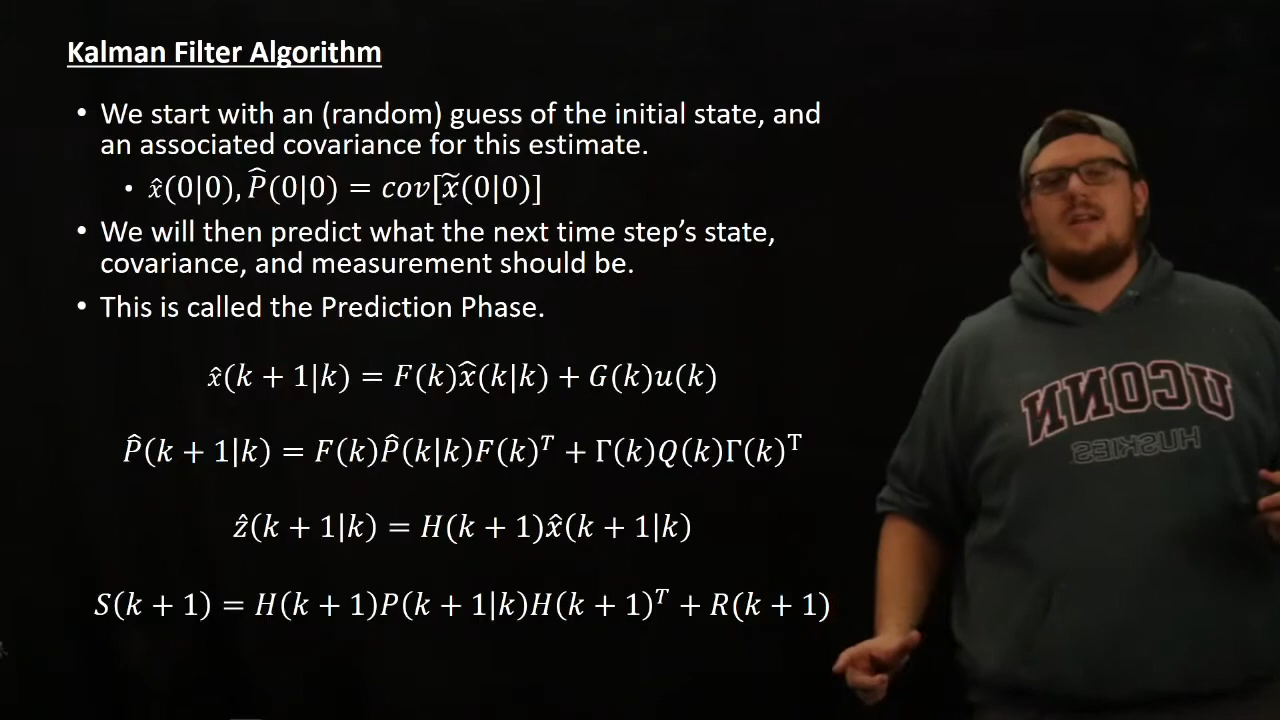 Kalman Filter Algorithm
• We start with an (random) guess of the initial state, and
an associated covariance for this estimate.
• x̂(0|0), P̂(0|0) = cov[x̃(0|0)]
• We will then predict what the next time step's state,
covariance, and measurement should be.
• This is called the Prediction Phase.
x̂(k + 1|k) = F(k)x̂(k|k) + G(k)u(k)
P̂(k + 1|k) = F(k)P̂(k|k)F(k)ᵀ + Γ(k)Q(k)Γ(k)ᵀ
ẑ(k + 1|k) = H(k + 1)x̂(k + 1|k)
S(k + 1) = H(k + 1)P(k + 1|k)H(k + 1)ᵀ + R(k + 1)
UCONN
HUSKIES